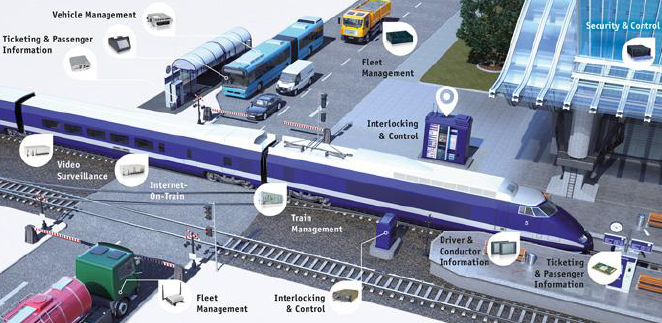 Vehicle Management
Ticketing & Passenger
Information
Security & Control
Fleet
Management
Interlocking
& Control
Video
Surveillance
Internet-
On-Train
Train
Management
5
Driver &
Conductor
Information
Ticketing
& Passenger
Information
Fleet
Management
Interlocking
& Control